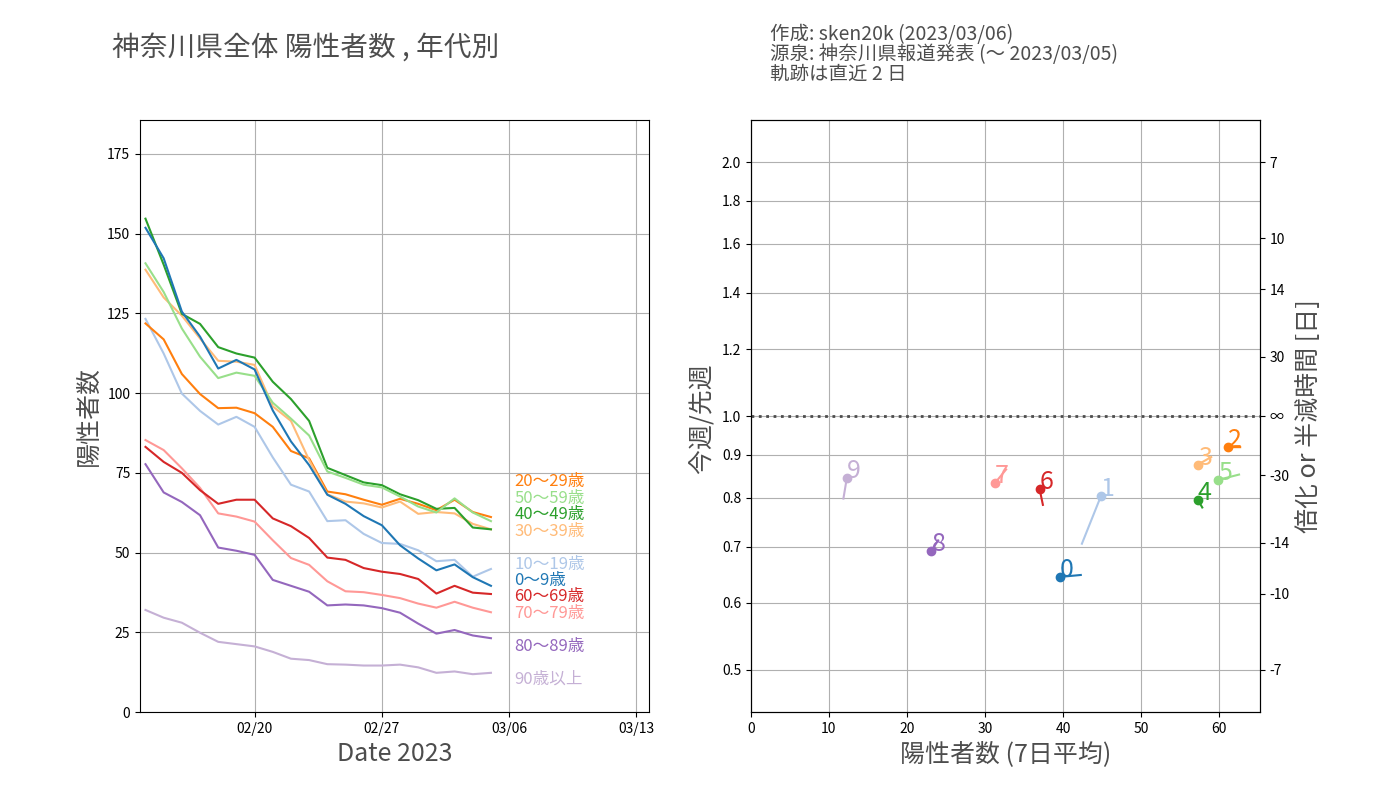 神奈川県全体 陽性者数 , 年代別
作成: sken20k (2023/03/06)
源泉: 神奈川県報道発表 (〜 2023/03/05)
軌跡は直近 2 日
陽性者数
175
150
125
100
75
50
25
0
02/20
02/27
03/06
03/13
Date 2023
20〜29歳
50〜59歳
40〜49歳
30〜39歳
10〜19歳
0〜9歳
60〜69歳
70〜79歳
80〜89歳
90歳以上
今週/先週
2.0
1.8
1.6
1.4
1.2
1.0
0.9
0.8
0.7
0.6
0.5
0
10
20
30
40
50
60
陽性者数 (7日平均)
2
3
9
7
6
5
1
4
8
0
7
10
14
30
∞
-30
-14
-10
-7
倍化 or 半減時間 [日]